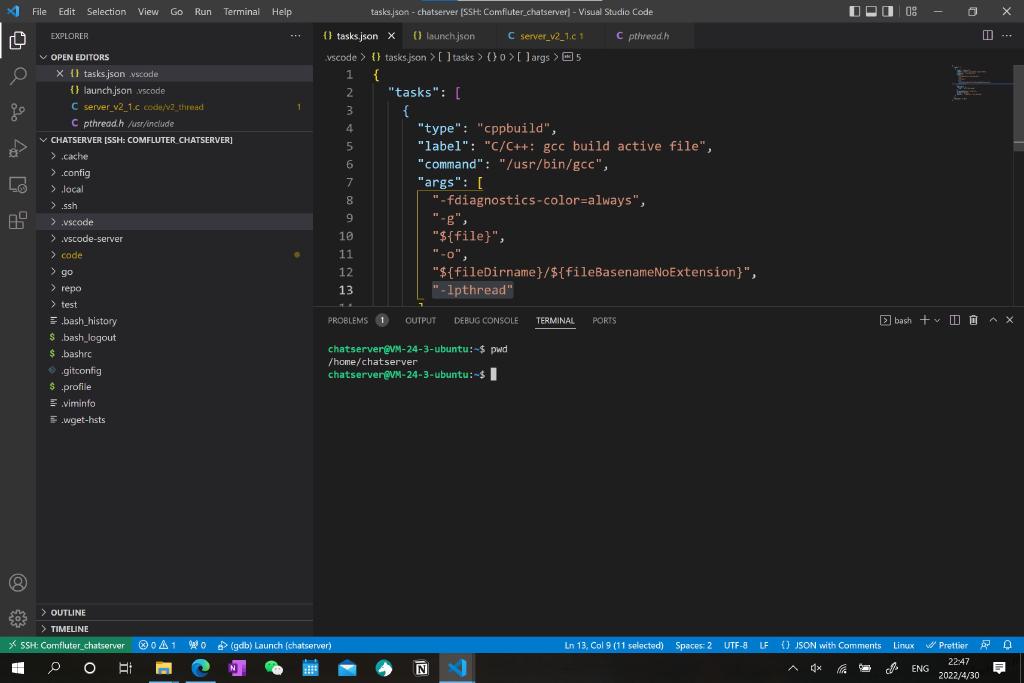 File Edit Selection View Go Run Terminal Help
tasks.json - chatserver [SSH: Comfluter_chatserver] - Visual Studio Code
EXPLORER
OPEN EDITORS
tasks.json .vscode
launch.json .vscode
server_v2_1.c code/v2_thread 1
pthread.h /usr/include
CHATSERVER [SSH: COMFLUTER_CHATSERVER]
.cache
.config
.local
.ssh
.vscode
.vscode-server
code
go
repo
test
.bash_history
.bash_logout
.bashrc
.gitconfig
.profile
.viminfo
.wget-hsts
OUTLINE
TIMELINE
tasks.json launch.json server_v2_1.c 1 pthread.h
.vscode > {} tasks.json > [ ] tasks > {} 0 > [ ] args > abc 5
1 {
2 "tasks": [
3 {
4 "type": "cppbuild",
5 "label": "C/C++: gcc build active file",
6 "command": "/usr/bin/gcc",
7 "args": [
8 "-fdiagnostics-color=always",
9 "-g",
10 "${file}",
11 "-o",
12 "${fileDirname}/${fileBasenameNoExtension}",
13 "-lpthread"
PROBLEMS 1 OUTPUT DEBUG CONSOLE TERMINAL PORTS bash
chatserver@VM-24-3-ubuntu:~$ pwd
/home/chatserver
chatserver@VM-24-3-ubuntu:~$
SSH: Comfluter_chatserver 0 1 0 (gdb) Launch (chatserver) Ln 13, Col 9 (11 selected) Spaces: 2 UTF-8 LF {} JSON with Comments Linux Prettier
ENG
22:47
2022/4/30